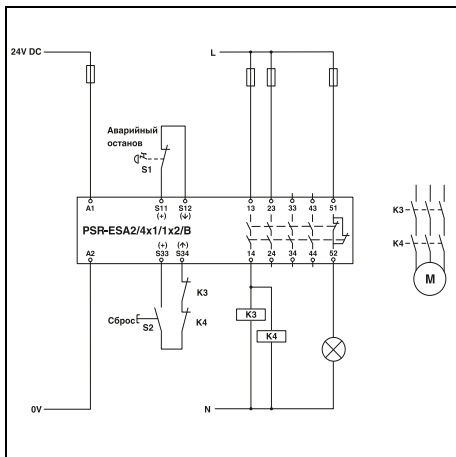 24V DC
L
Аварийный
останов
S1
A1
S11
S12
13
23
33
43
51
(+)
(↓)
PSR-ESA2/4x1/1x2/B
(+)
(↑)
A2
S33
S34
14
24
34
44
52
K3
K4
M
K3
K4
Сброс
S2
K3
K4
0V
N